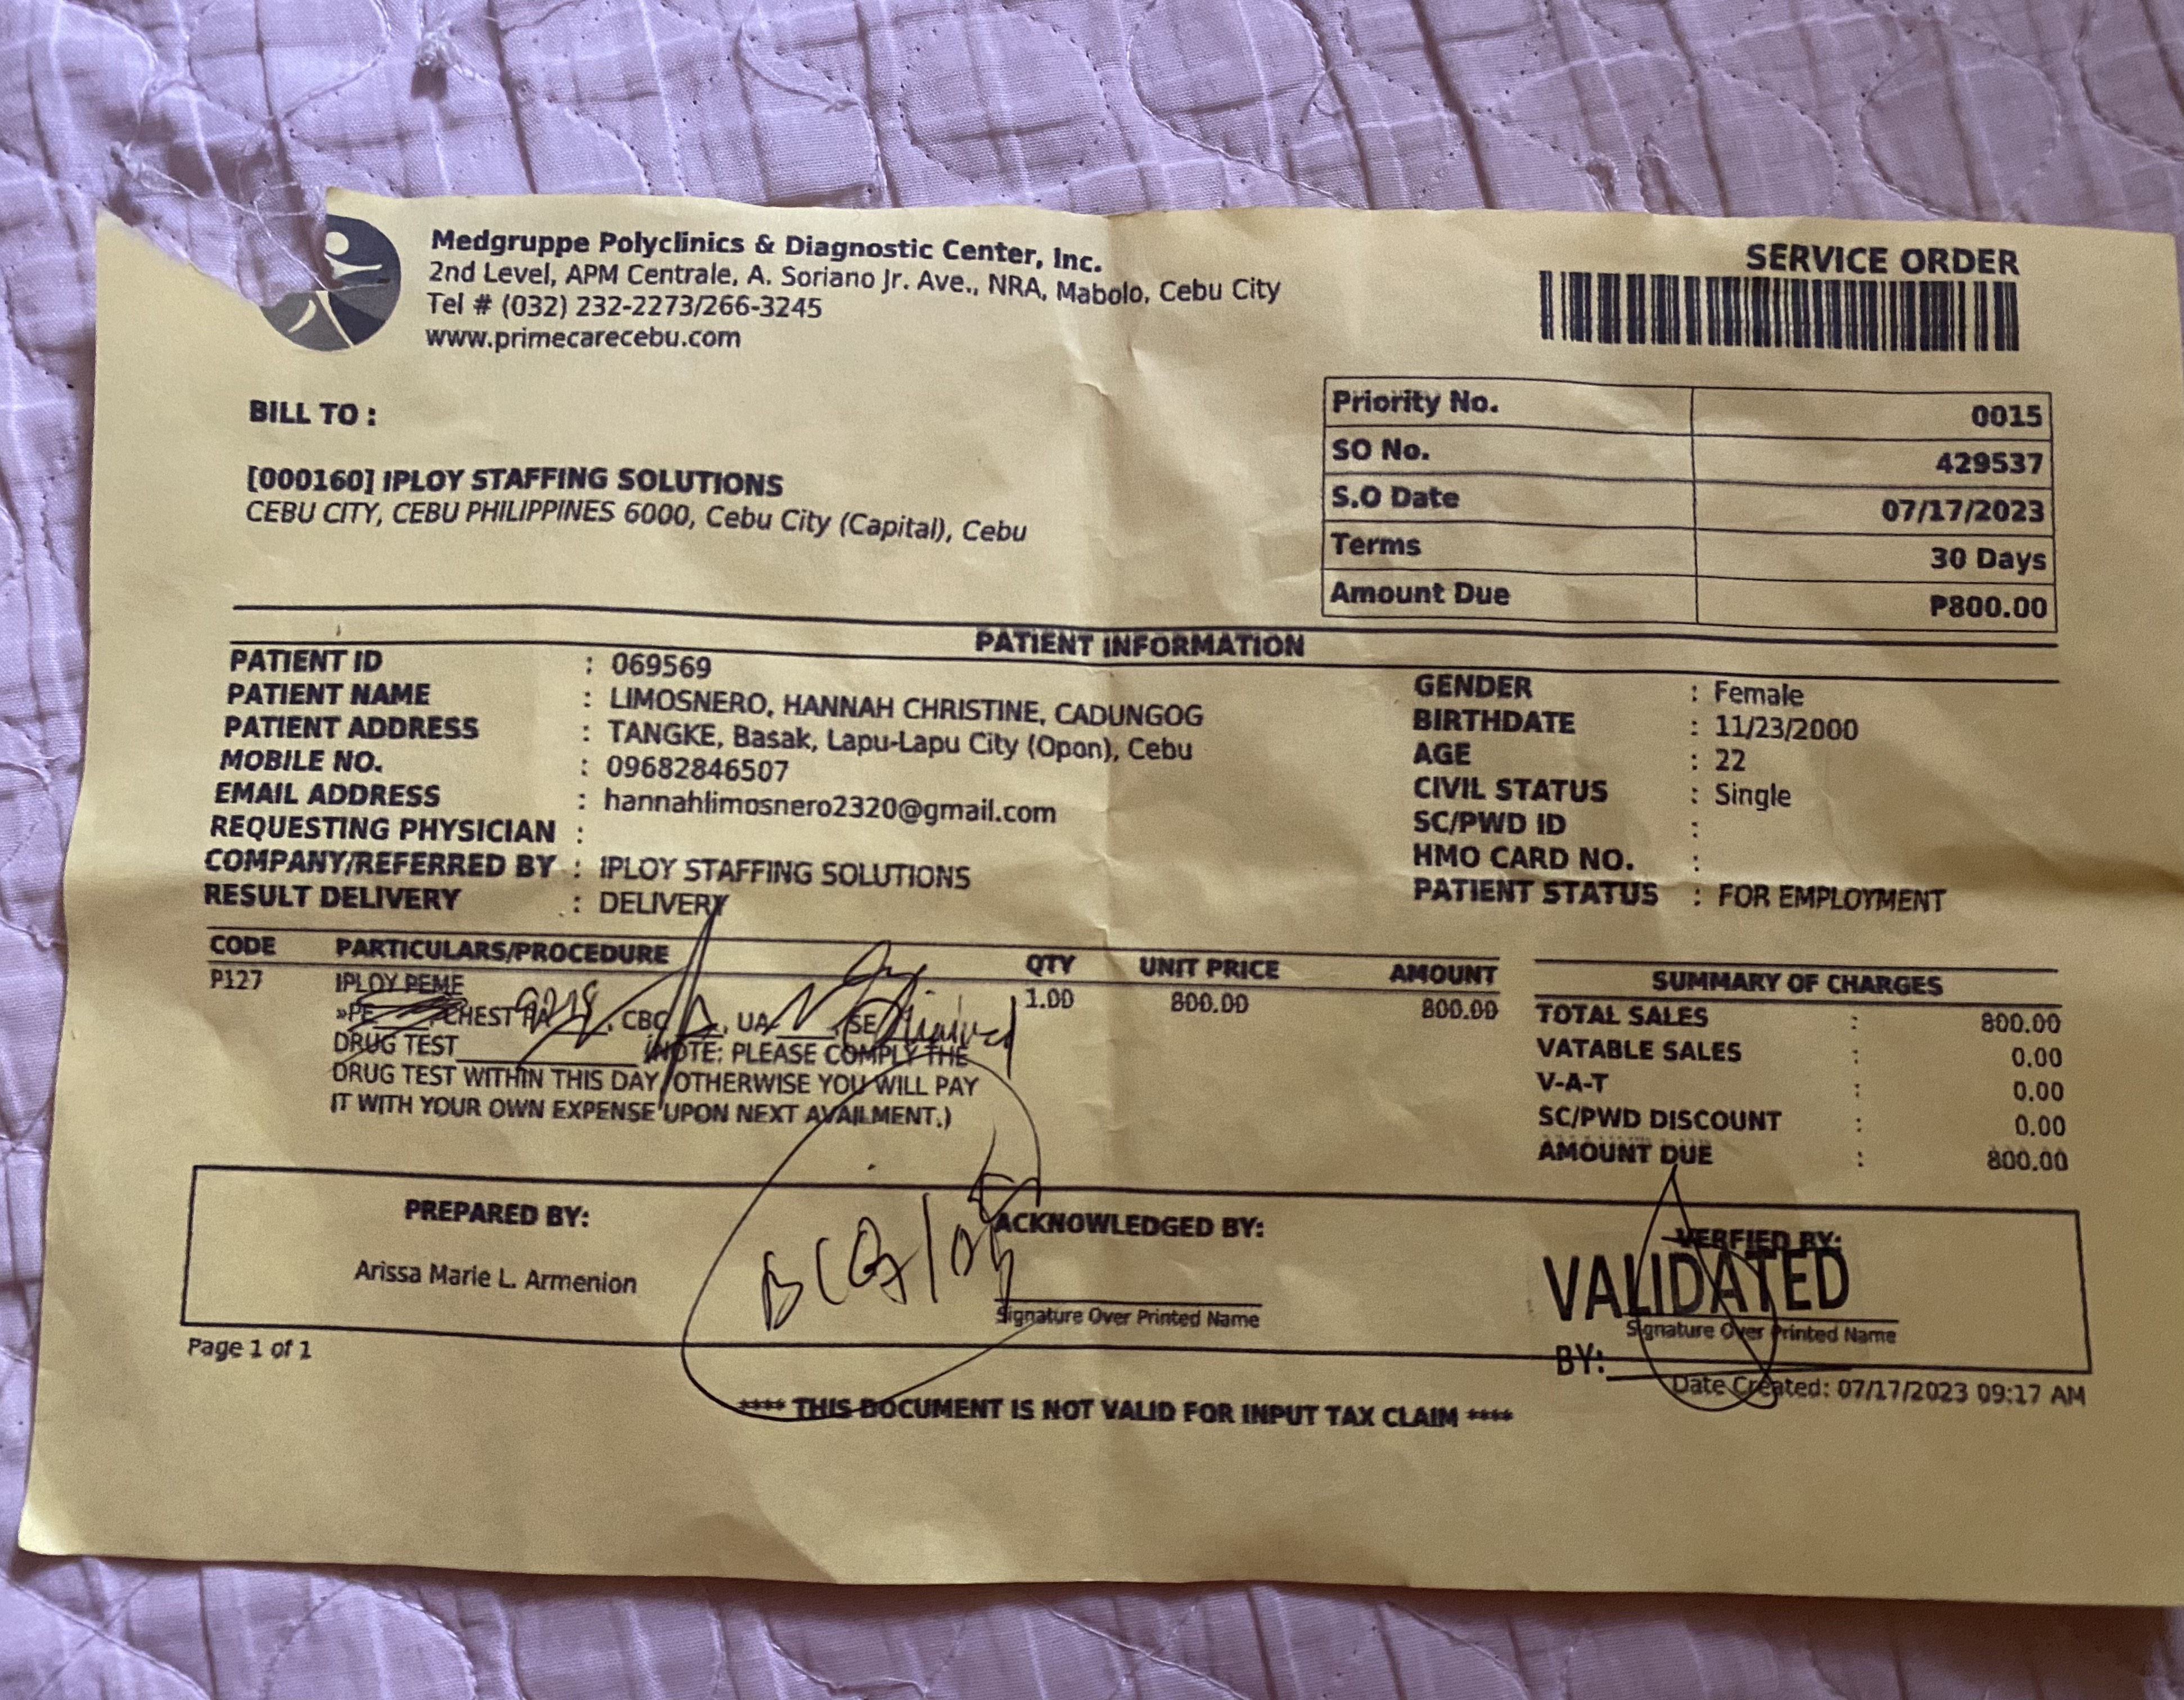 Medgruppe Polyclinics & Diagnostic Center, Inc.
2nd Level, APM Centrale, A. Soriano Jr. Ave., NRA, Mabolo, Cebu City
Tel # (032) 232-2273/266-3245
www.primecarecebu.com
SERVICE ORDER
BILL TO :
[000160] IPLOY STAFFING SOLUTIONS
CEBU CITY, CEBU PHILIPPINES 6000, Cebu City (Capital), Cebu
Priority No. 0015
SO No. 429537
S.O Date 07/17/2023
Terms 30 Days
Amount Due P800.00
PATIENT INFORMATION
PATIENT ID : 069569
PATIENT NAME : LIMOSNERO, HANNAH CHRISTINE, CADUNGOG
PATIENT ADDRESS : TANGKE, Basak, Lapu-Lapu City (Opon), Cebu
MOBILE NO. : 09682846507
EMAIL ADDRESS : hannahlimosnero2320@gmail.com
REQUESTING PHYSICIAN :
COMPANY/REFERRED BY : IPLOY STAFFING SOLUTIONS
RESULT DELIVERY : DELIVERY
GENDER : Female
BIRTHDATE : 11/23/2000
AGE : 22
CIVIL STATUS : Single
SC/PWD ID :
HMO CARD NO. :
PATIENT STATUS : FOR EMPLOYMENT
CODE PARTICULARS/PROCEDURE QTY UNIT PRICE AMOUNT
P127 IPLOY PEME 1.00 800.00 800.00
»PE____, CHEST PA____, CBC____, UA____, SE
DRUG TEST____________ (NOTE: PLEASE COMPLY THE
DRUG TEST WITHIN THIS DAY, OTHERWISE YOU WILL PAY
IT WITH YOUR OWN EXPENSE UPON NEXT AVAILMENT.)
SUMMARY OF CHARGES
TOTAL SALES : 800.00
VATABLE SALES : 0.00
V-A-T : 0.00
SC/PWD DISCOUNT : 0.00
AMOUNT DUE : 800.00
PREPARED BY:
Arissa Marie L. Armenion
ACKNOWLEDGED BY:
Signature Over Printed Name
VERFIED BY:
VALIDATED
Signature Over Printed Name
BY:
Page 1 of 1
Date Created: 07/17/2023 09:17 AM
**** THIS DOCUMENT IS NOT VALID FOR INPUT TAX CLAIM ****